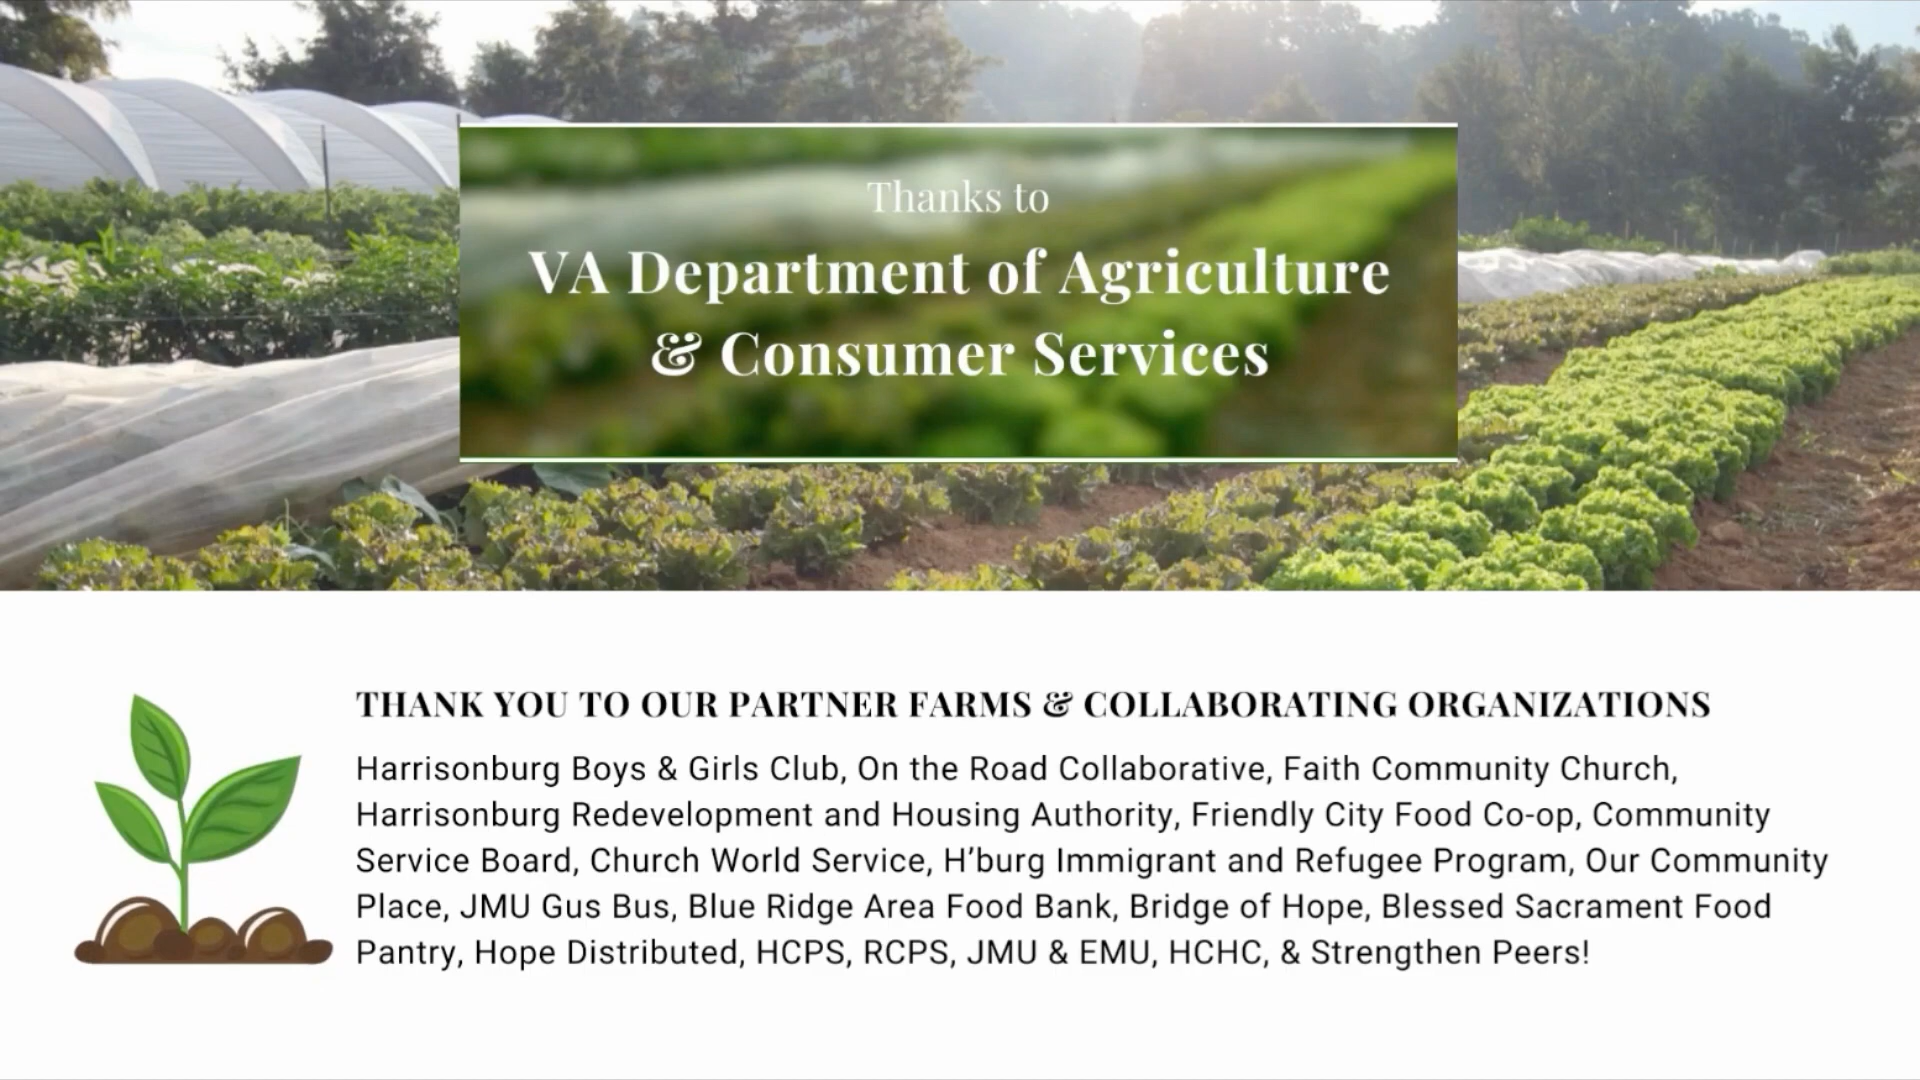 Thanks to
VA Department of Agriculture
& Consumer Services
THANK YOU TO OUR PARTNER FARMS & COLLABORATING ORGANIZATIONS
Harrisonburg Boys & Girls Club, On the Road Collaborative, Faith Community Church,
Harrisonburg Redevelopment and Housing Authority, Friendly City Food Co-op, Community
Service Board, Church World Service, H’burg Immigrant and Refugee Program, Our Community
Place, JMU Gus Bus, Blue Ridge Area Food Bank, Bridge of Hope, Blessed Sacrament Food
Pantry, Hope Distributed, HCPS, RCPS, JMU & EMU, HCHC, & Strengthen Peers!